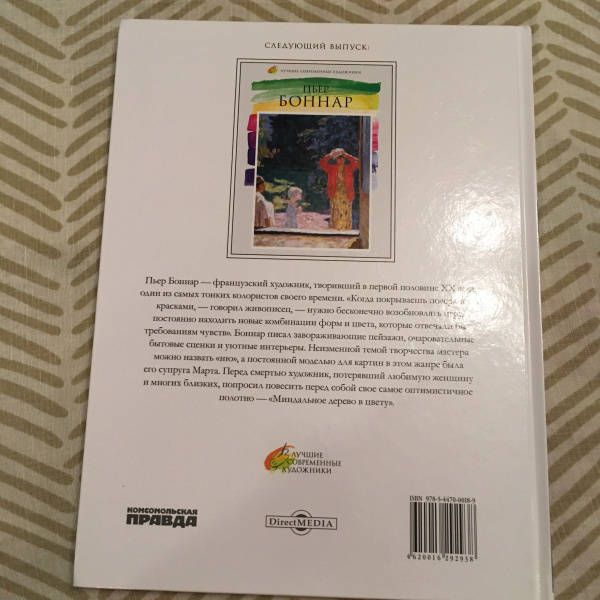 СЛЕДУЮЩИЙ ВЫПУСК:
ЛУЧШИЕ СОВРЕМЕННЫЕ ХУДОЖНИКИ
ПЬЕР
БОННАР
Пьер Боннар — французский художник, творивший в первой половине XX века,
один из самых тонких колористов своего времени. «Когда покрываешь
красками, — говорил живописец, — нужно бесконечно возобновлять игру,
постоянно находить новые комбинации форм и цвета, которые отвечали бы
требованиям чувств». Боннар писал завораживающие пейзажи, очаровательные
бытовые сценки и уютные интерьеры. Неизменной темой творчества мастера
можно назвать «ню», а постоянной моделью для картин в этом жанре была
его супруга Марта. Перед смертью художник, потерявший любимую женщину
и многих близких, попросил повесить перед собой свое самое оптимистичное
полотно — «Миндальное дерево в цвету».
ЛУЧШИЕ
СОВРЕМЕННЫЕ
ХУДОЖНИКИ
КОМСОМОЛЬСКАЯ
ПРАВДА
DirectMEDIA
ISBN 978-5-4470-0008-9
4620016 292938